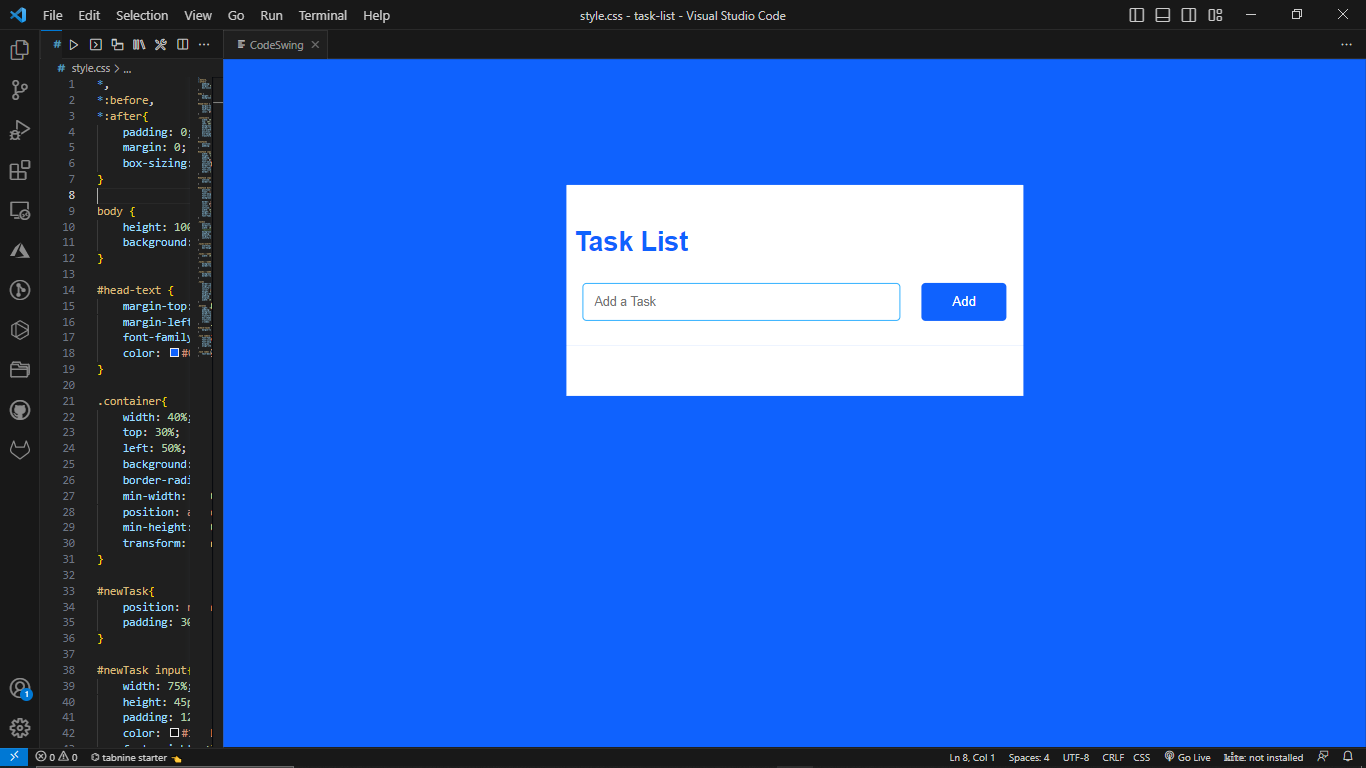 File Edit Selection View Go Run Terminal Help
style.css - task-list - Visual Studio Code
CodeSwing
# style.css > ...
1 *,
2 *:before,
3 *:after{
4 padding: 0;
5 margin: 0;
6 box-sizing:
7 }
8
9 body {
10 height: 100
11 background:
12 }
13
14 #head-text {
15 margin-top:
16 margin-left
17 font-family
18 color: #
19 }
20
21 .container{
22 width: 40%;
23 top: 30%;
24 left: 50%;
25 background:
26 border-radi
27 min-width:
28 position: a
29 min-height:
30 transform:
31 }
32
33 #newTask{
34 position: r
35 padding: 30
36 }
37
38 #newTask input{
39 width: 75%;
40 height: 45p
41 padding: 12
42 color: #
Task List
Add a Task
Add
1
0 0 tabnine starter
Ln 8, Col 1 Spaces: 4 UTF-8 CRLF CSS Go Live kite: not installed